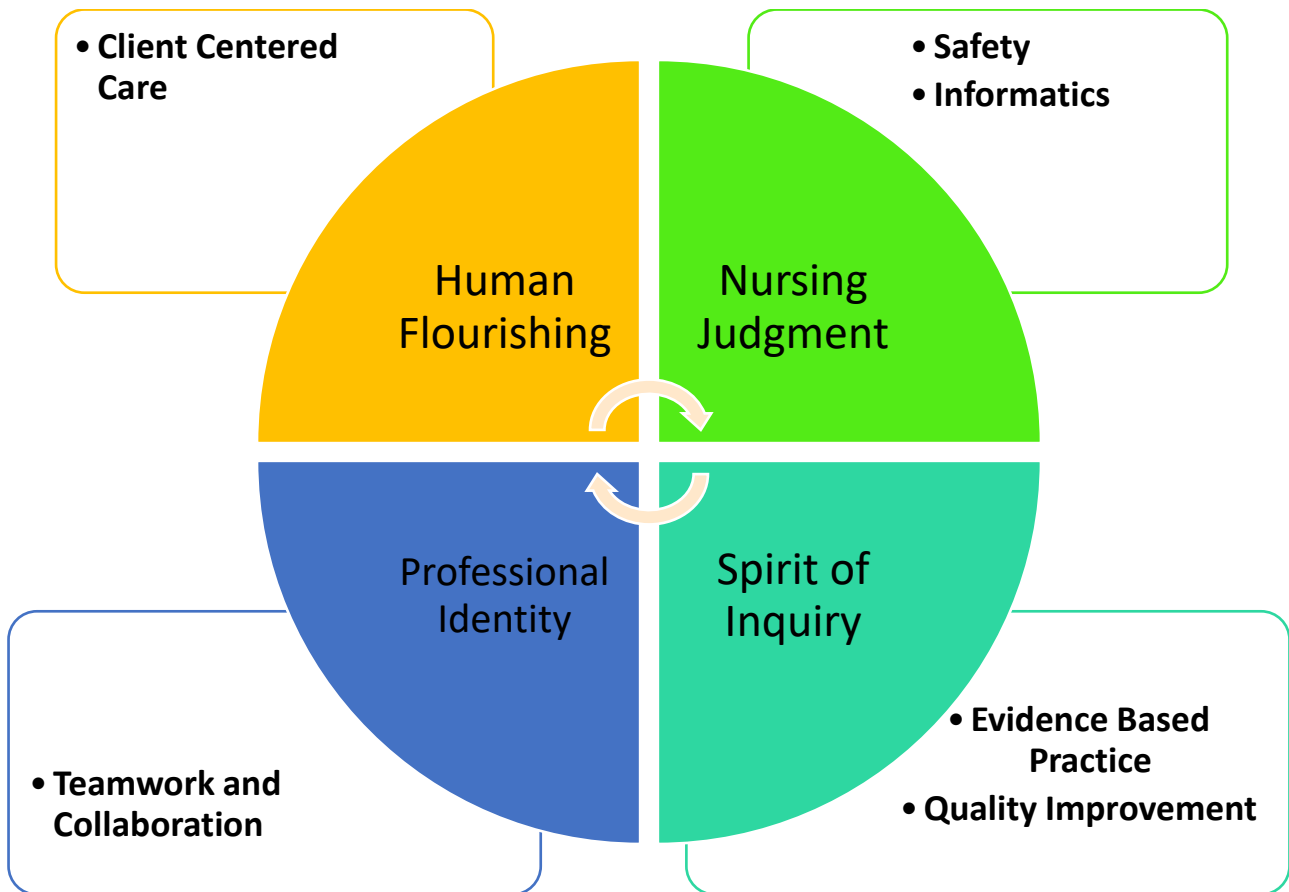 • Client Centered
Care
• Safety
• Informatics
Human
Flourishing
Nursing
Judgment
Professional
Identity
Spirit of
Inquiry
• Teamwork and
Collaboration
• Evidence Based
Practice
• Quality Improvement